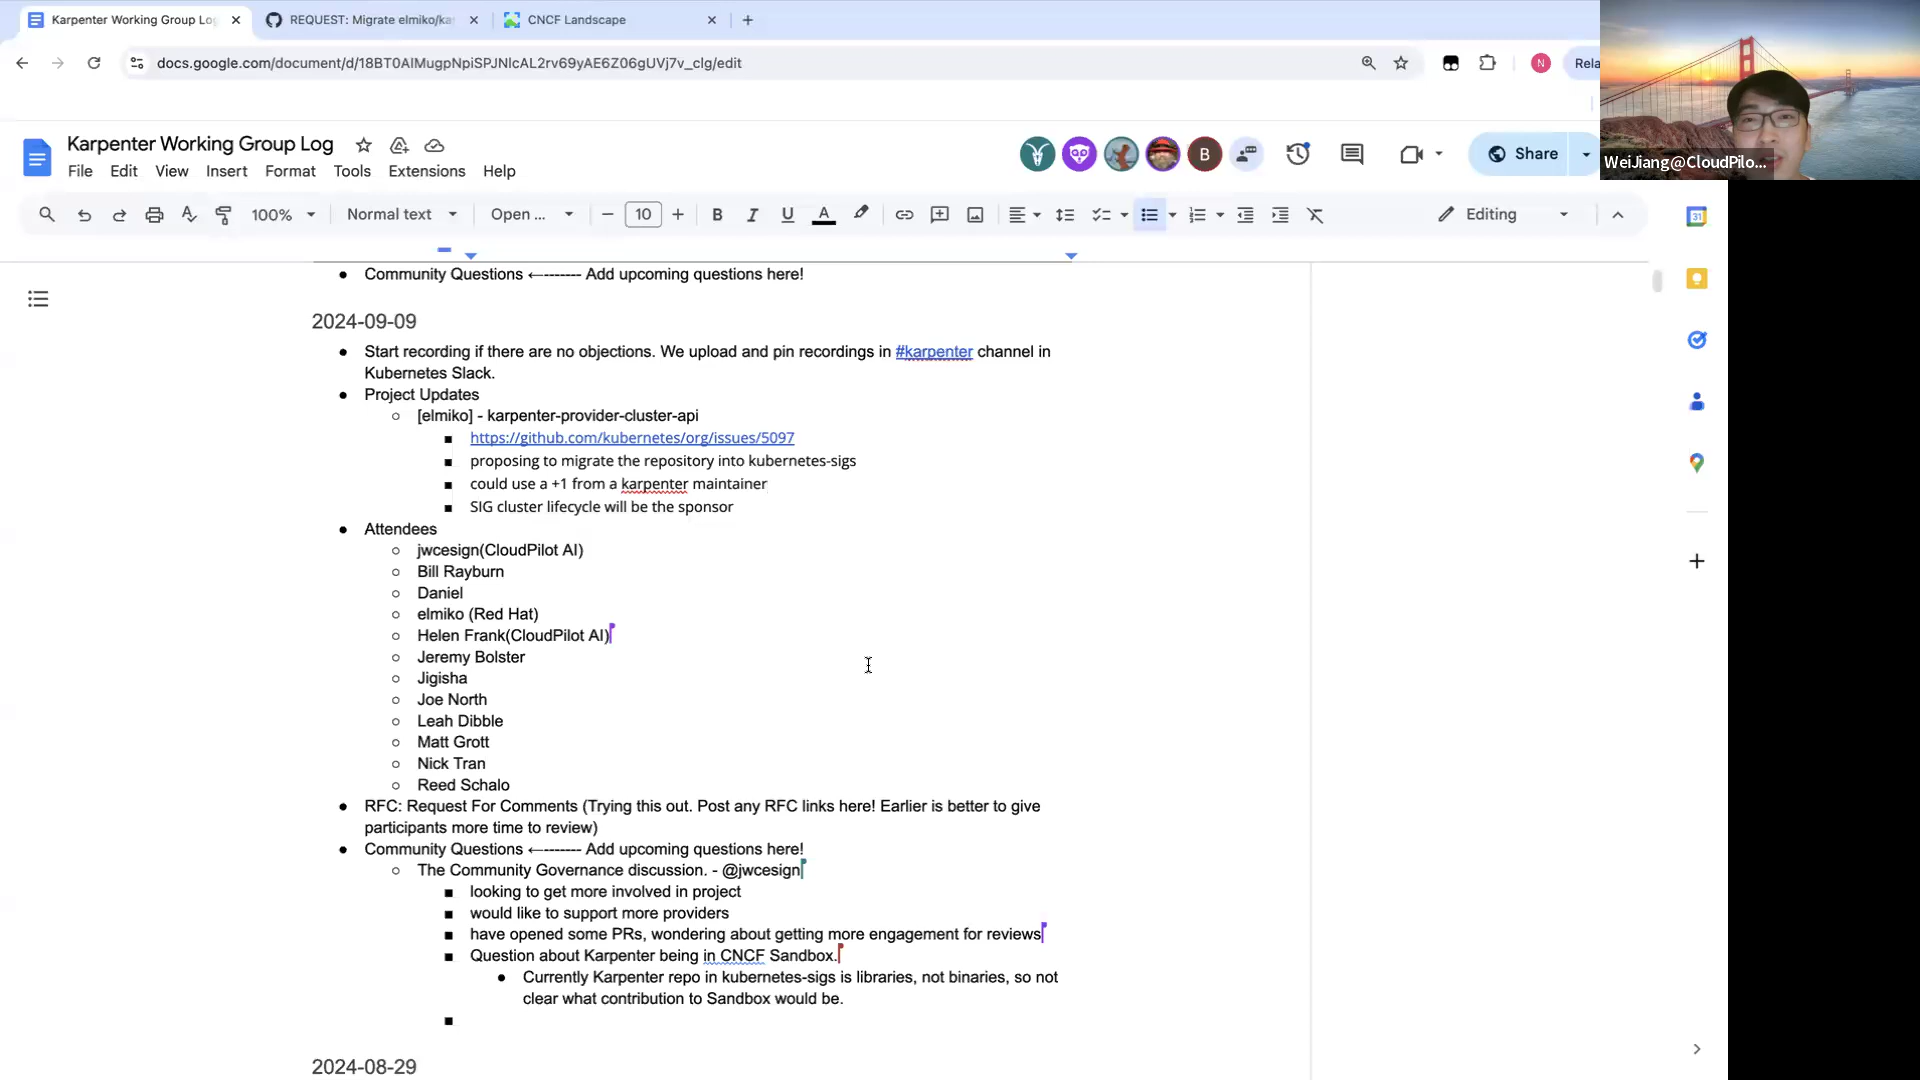 Karpenter Working Group Log
REQUEST: Migrate elmiko/ka
CNCF Landscape
docs.google.com/document/d/18BT0AlMugpNpiSPJNlcAL2rv69yAE6Z06gUVj7v_clg/edit
N
Rela
Karpenter Working Group Log
File Edit View Insert Format Tools Extensions Help
B
Share
WeiJiang@CloudPilo...
100% Normal text Open ... 10 B I U A Editing
31
Community Questions ←------- Add upcoming questions here!
2024-09-09
Start recording if there are no objections. We upload and pin recordings in #karpenter channel in
Kubernetes Slack.
Project Updates
[elmiko] - karpenter-provider-cluster-api
https://github.com/kubernetes/org/issues/5097
proposing to migrate the repository into kubernetes-sigs
could use a +1 from a karpenter maintainer
SIG cluster lifecycle will be the sponsor
Attendees
jwcesign(CloudPilot AI)
Bill Rayburn
Daniel
elmiko (Red Hat)
Helen Frank(CloudPilot AI)
Jeremy Bolster
Jigisha
Joe North
Leah Dibble
Matt Grott
Nick Tran
Reed Schalo
RFC: Request For Comments (Trying this out. Post any RFC links here! Earlier is better to give
participants more time to review)
Community Questions ←------- Add upcoming questions here!
The Community Governance discussion. - @jwcesign
looking to get more involved in project
would like to support more providers
have opened some PRs, wondering about getting more engagement for reviews
Question about Karpenter being in CNCF Sandbox.
Currently Karpenter repo in kubernetes-sigs is libraries, not binaries, so not
clear what contribution to Sandbox would be.
2024-08-29